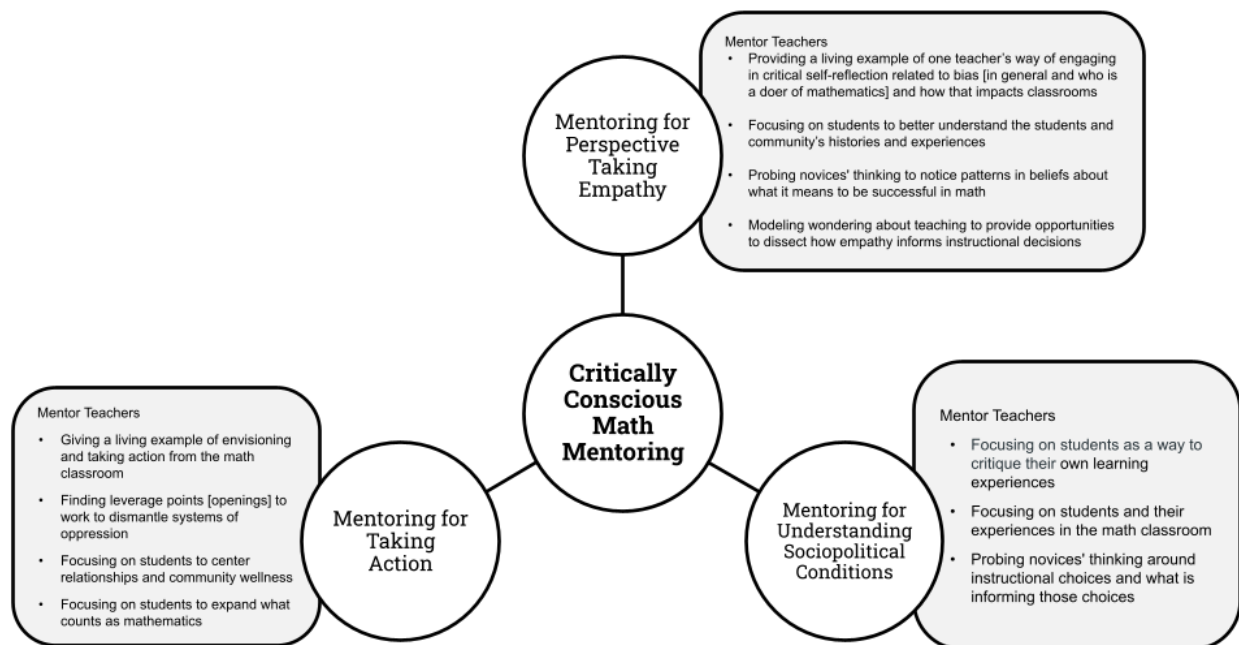 Mentor Teachers
• Providing a living example of one teacher's way of engaging
in critical self-reflection related to bias [in general and who is
a doer of mathematics] and how that impacts classrooms
• Focusing on students to better understand the students and
community's histories and experiences
• Probing novices' thinking to notice patterns in beliefs about
what it means to be successful in math
• Modeling wondering about teaching to provide opportunities
to dissect how empathy informs instructional decisions
Mentoring for
Perspective
Taking
Empathy
Critically
Conscious
Math
Mentoring
Mentor Teachers
• Giving a living example of envisioning
and taking action from the math
classroom
• Finding leverage points [openings] to
work to dismantle systems of
oppression
• Focusing on students to center
relationships and community wellness
• Focusing on students to expand what
counts as mathematics
Mentoring for
Taking
Action
Mentoring for
Understanding
Sociopolitical
Conditions
Mentor Teachers
• Focusing on students as a way to
critique their own learning
experiences
• Focusing on students and their
experiences in the math classroom
• Probing novices' thinking around
instructional choices and what is
informing those choices